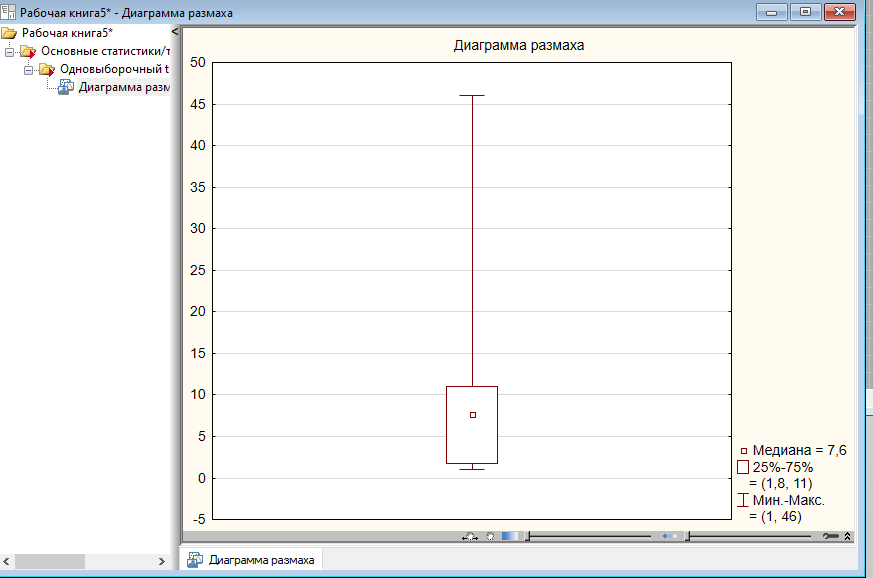 Рабочая книга5* - Диаграмма размаха
Рабочая книга5*
Основные статистики/т
Одновыборочный t
Диаграмма разм
Диаграмма размаха
50
45
40
35
30
25
20
15
10
5
0
-5
Медиана = 7,6
25%-75%
= (1,8, 11)
Мин.-Макс.
= (1, 46)
Диаграмма размаха